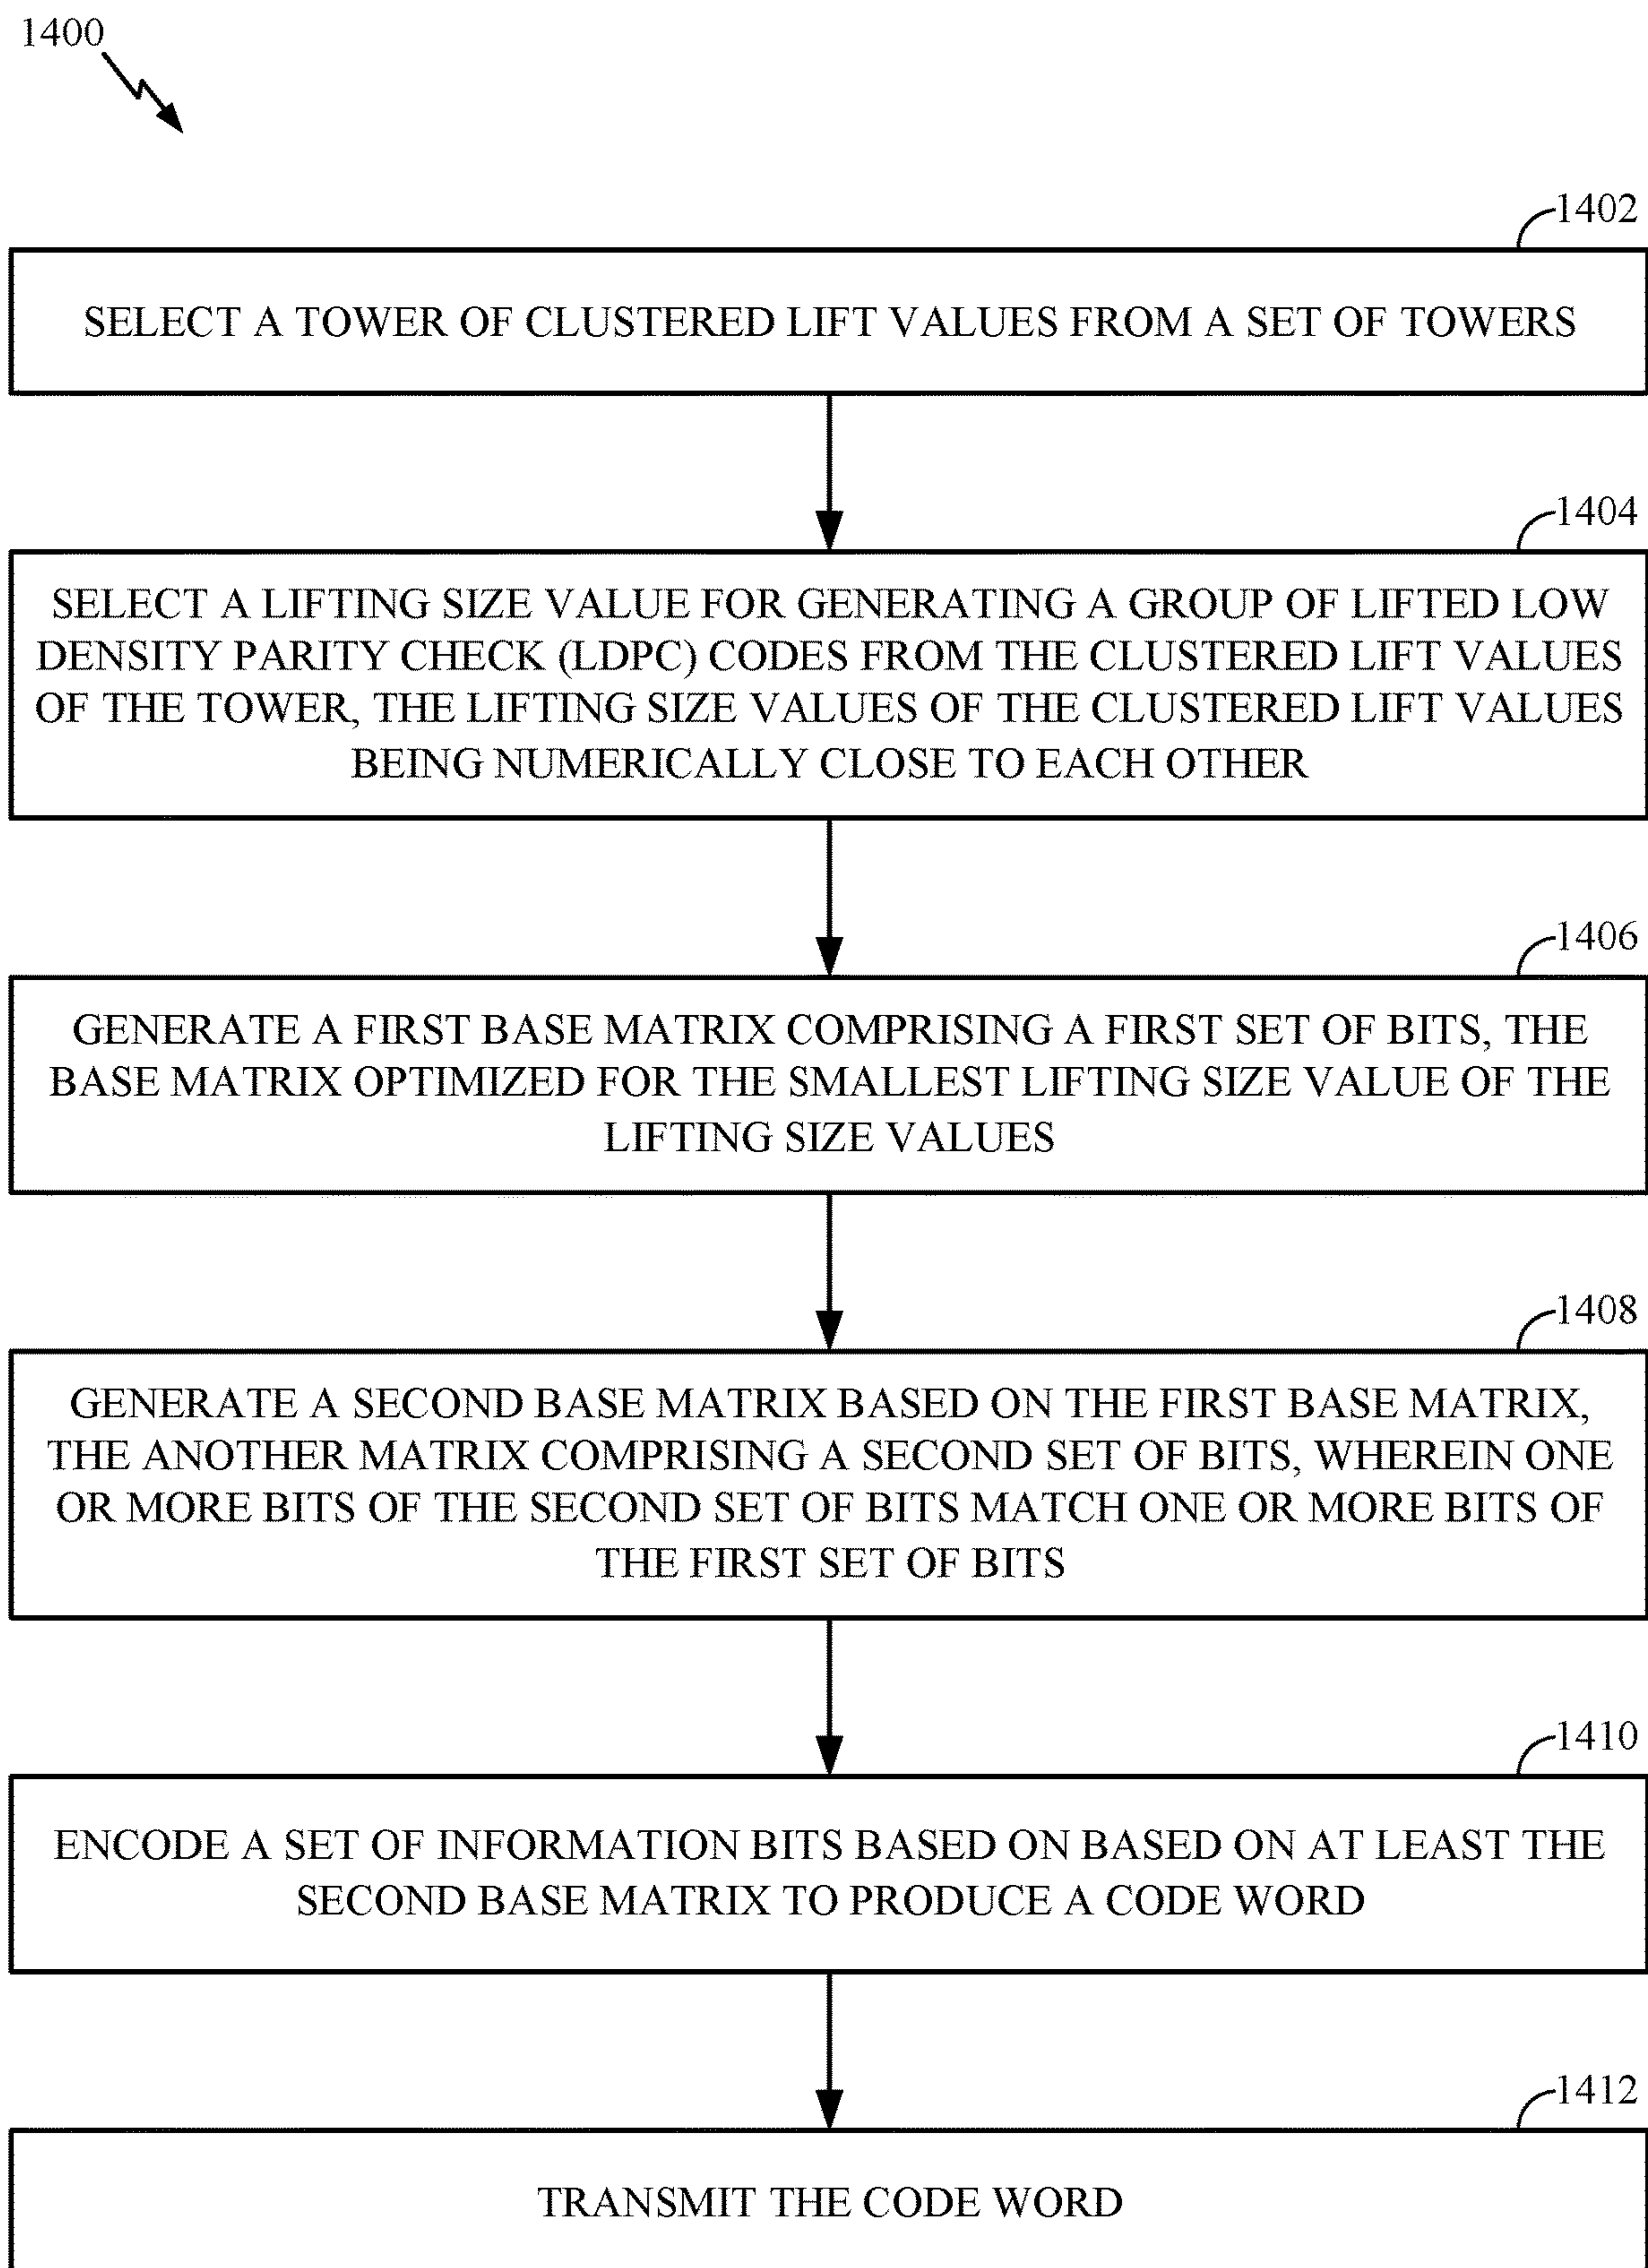 1400
1402
SELECT A TOWER OF CLUSTERED LIFT VALUES FROM A SET OF TOWERS
1404
SELECT A LIFTING SIZE VALUE FOR GENERATING A GROUP OF LIFTED LOW
DENSITY PARITY CHECK (LDPC) CODES FROM THE CLUSTERED LIFT VALUES
OF THE TOWER, THE LIFTING SIZE VALUES OF THE CLUSTERED LIFT VALUES
BEING NUMERICALLY CLOSE TO EACH OTHER
1406
GENERATE A FIRST BASE MATRIX COMPRISING A FIRST SET OF BITS, THE
BASE MATRIX OPTIMIZED FOR THE SMALLEST LIFTING SIZE VALUE OF THE
LIFTING SIZE VALUES
1408
GENERATE A SECOND BASE MATRIX BASED ON THE FIRST BASE MATRIX,
THE ANOTHER MATRIX COMPRISING A SECOND SET OF BITS, WHEREIN ONE
OR MORE BITS OF THE SECOND SET OF BITS MATCH ONE OR MORE BITS OF
THE FIRST SET OF BITS
1410
ENCODE A SET OF INFORMATION BITS BASED ON BASED ON AT LEAST THE
SECOND BASE MATRIX TO PRODUCE A CODE WORD
1412
TRANSMIT THE CODE WORD